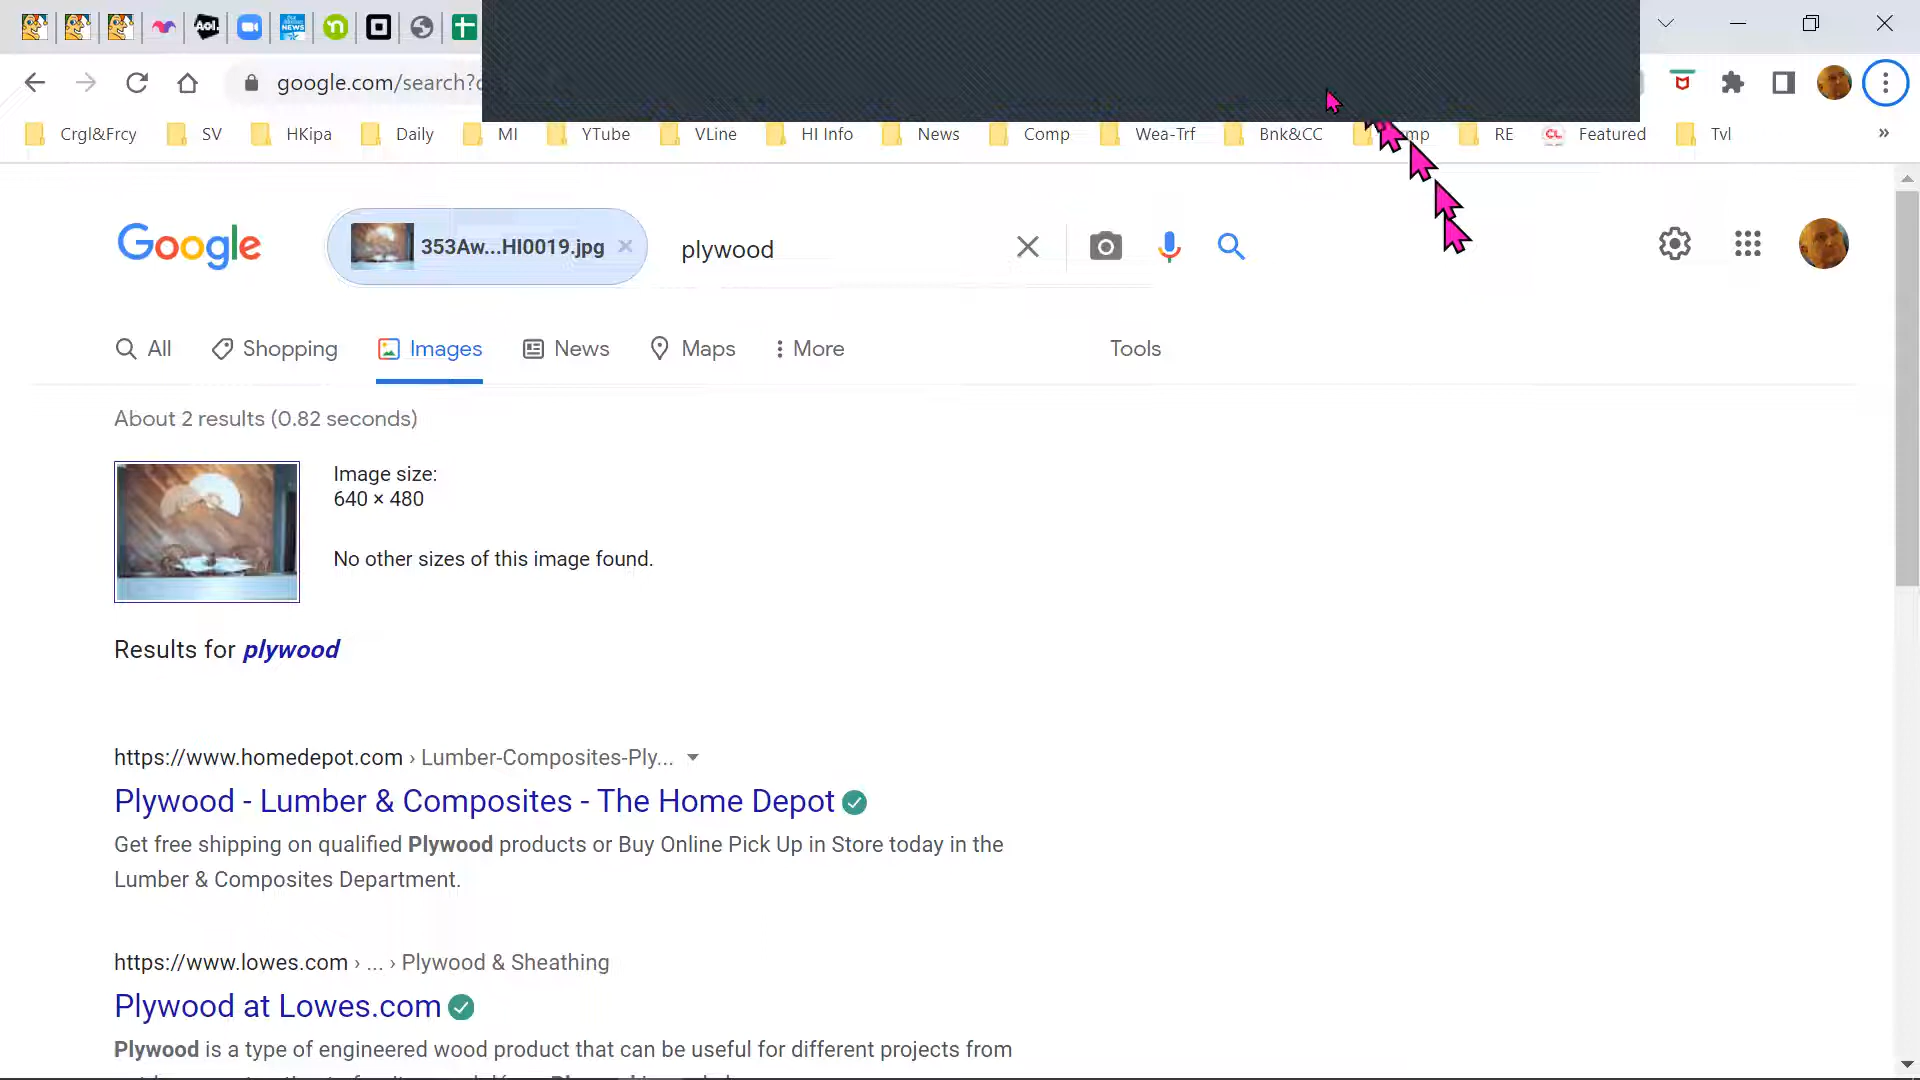 Aol.
NEWS
google.com/search?
Crgl&Frcy SV HKipa Daily MI YTube VLine HI Info News Comp Wea-Trf Bnk&CC mp RE CL Featured Tvl »
Google 353Aw...HI0019.jpg plywood
All Shopping Images News Maps More Tools
About 2 results (0.82 seconds)
Image size:
640 × 480
No other sizes of this image found.
Results for plywood
https://www.homedepot.com › Lumber-Composites-Ply...
Plywood - Lumber & Composites - The Home Depot
Get free shipping on qualified Plywood products or Buy Online Pick Up in Store today in the
Lumber & Composites Department.
https://www.lowes.com › ... › Plywood & Sheathing
Plywood at Lowes.com
Plywood is a type of engineered wood product that can be useful for different projects from